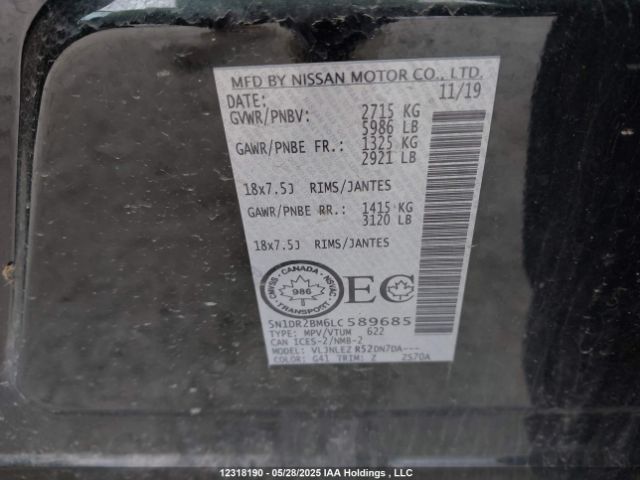 MFD BY NISSAN MOTOR CO., LTD.
DATE: 11/19
GVWR/PNBV: 2715 KG
5986 LB
GAWR/PNBE FR.: 1325 KG
2921 LB
18x7.5J RIMS/JANTES
GAWR/PNBE RR.: 1415 KG
3120 LB
18x7.5J RIMS/JANTES
CANADA
986
TRANSPORT
EC
5N1DR2BM6LC589685
TYPE: MPV/VTUM 622
CAN ICES-2/NMB-2
MODEL: VLJNLEZ R52DN7DA---
COLOR: G41 TRIM: Z 2S70A
12318190 - 05/28/2025 IAA Holdings , LLC